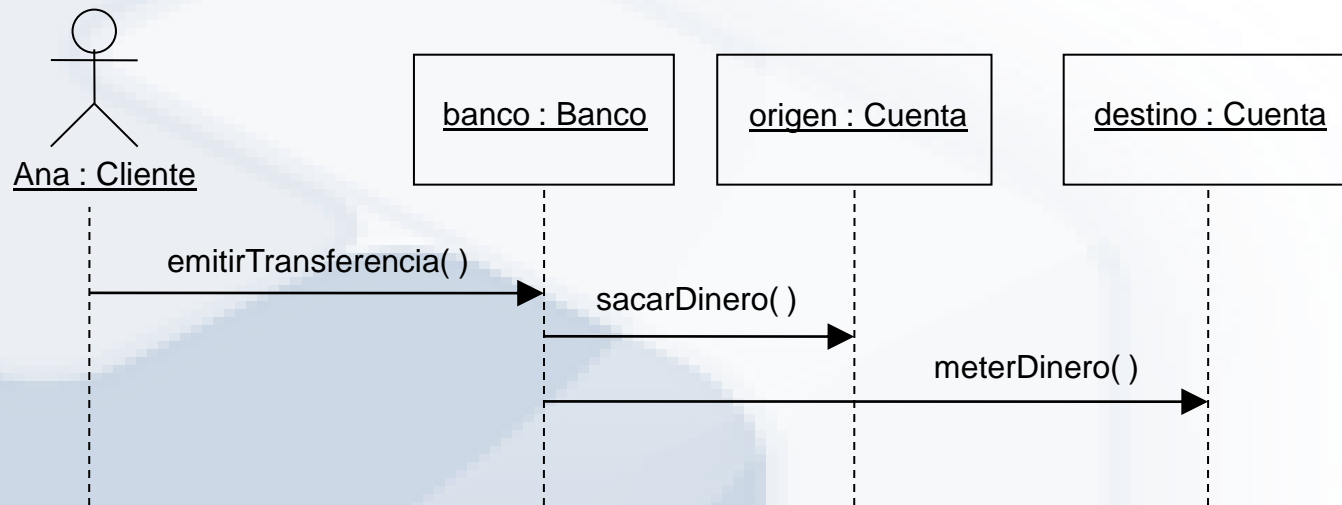 banco : Banco
origen : Cuenta
destino : Cuenta
Ana : Cliente
emitirTransferencia( )
sacarDinero( )
meterDinero( )